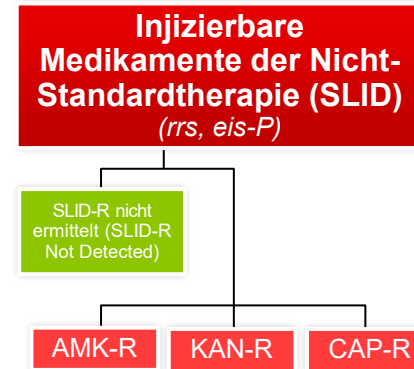 Injizierbare
Medikamente der Nicht-
Standardtherapie (SLID)
(rrs, eis-P)
SLID-R nicht
ermittelt (SLID-R
Not Detected)
AMK-R
KAN-R
CAP-R